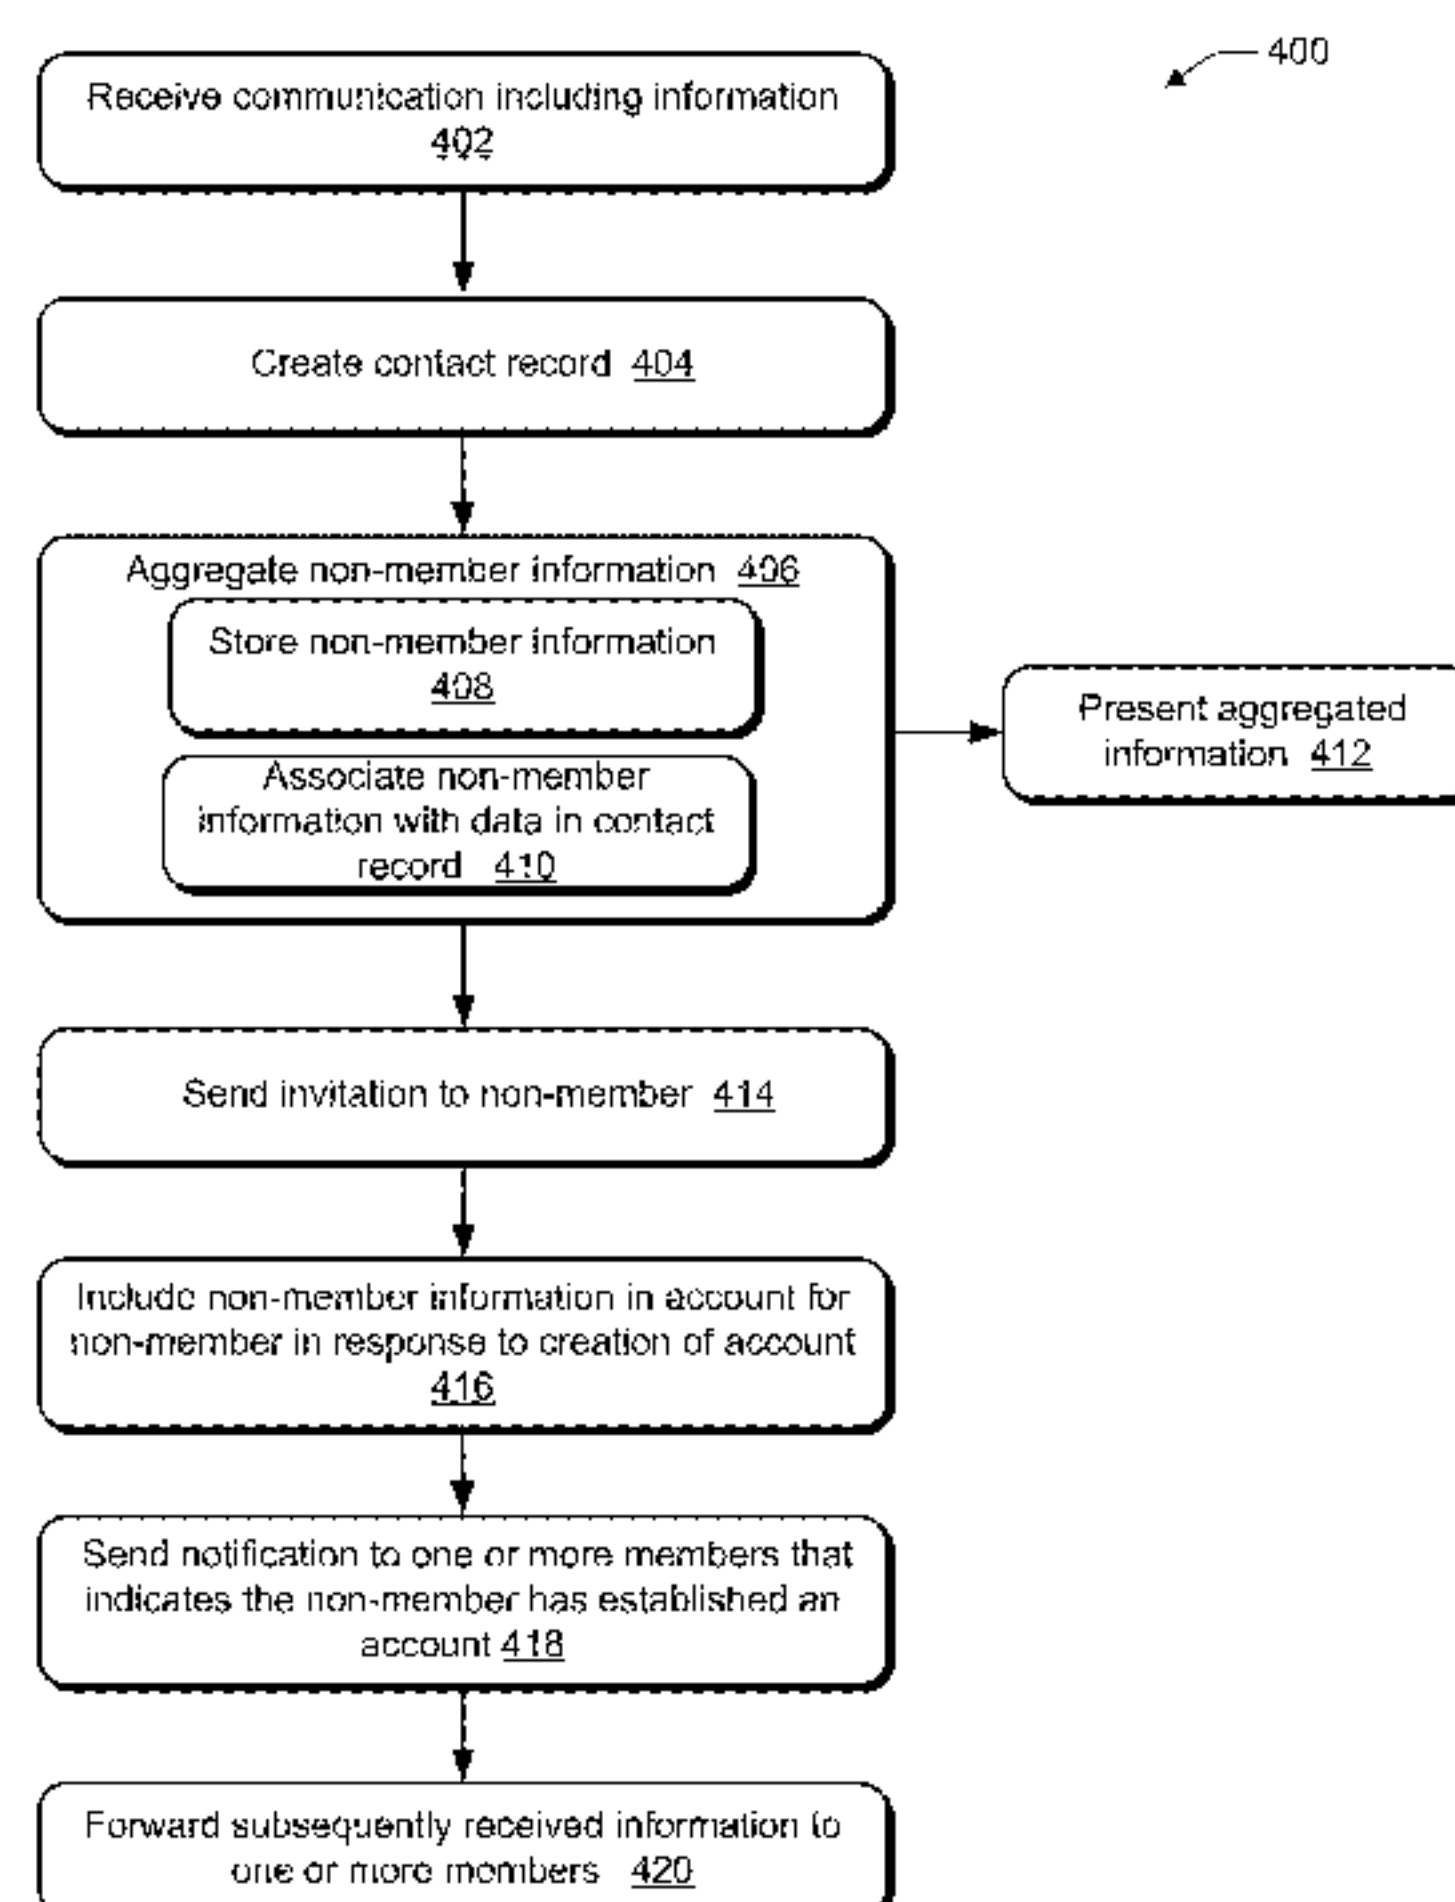 400
Receive communication including information
402
Create contact record 404
Aggregate non-member information 406
Store non-member information
408
Associate non-member
information with data in contact
record 410
Present aggregated
information 412
Send invitation to non-member 414
Include non-member information in account for
non-member in response to creation of account
416
Send notification to one or more members that
indicates the non-member has established an
account 418
Forward subsequently received information to
one or more members 420